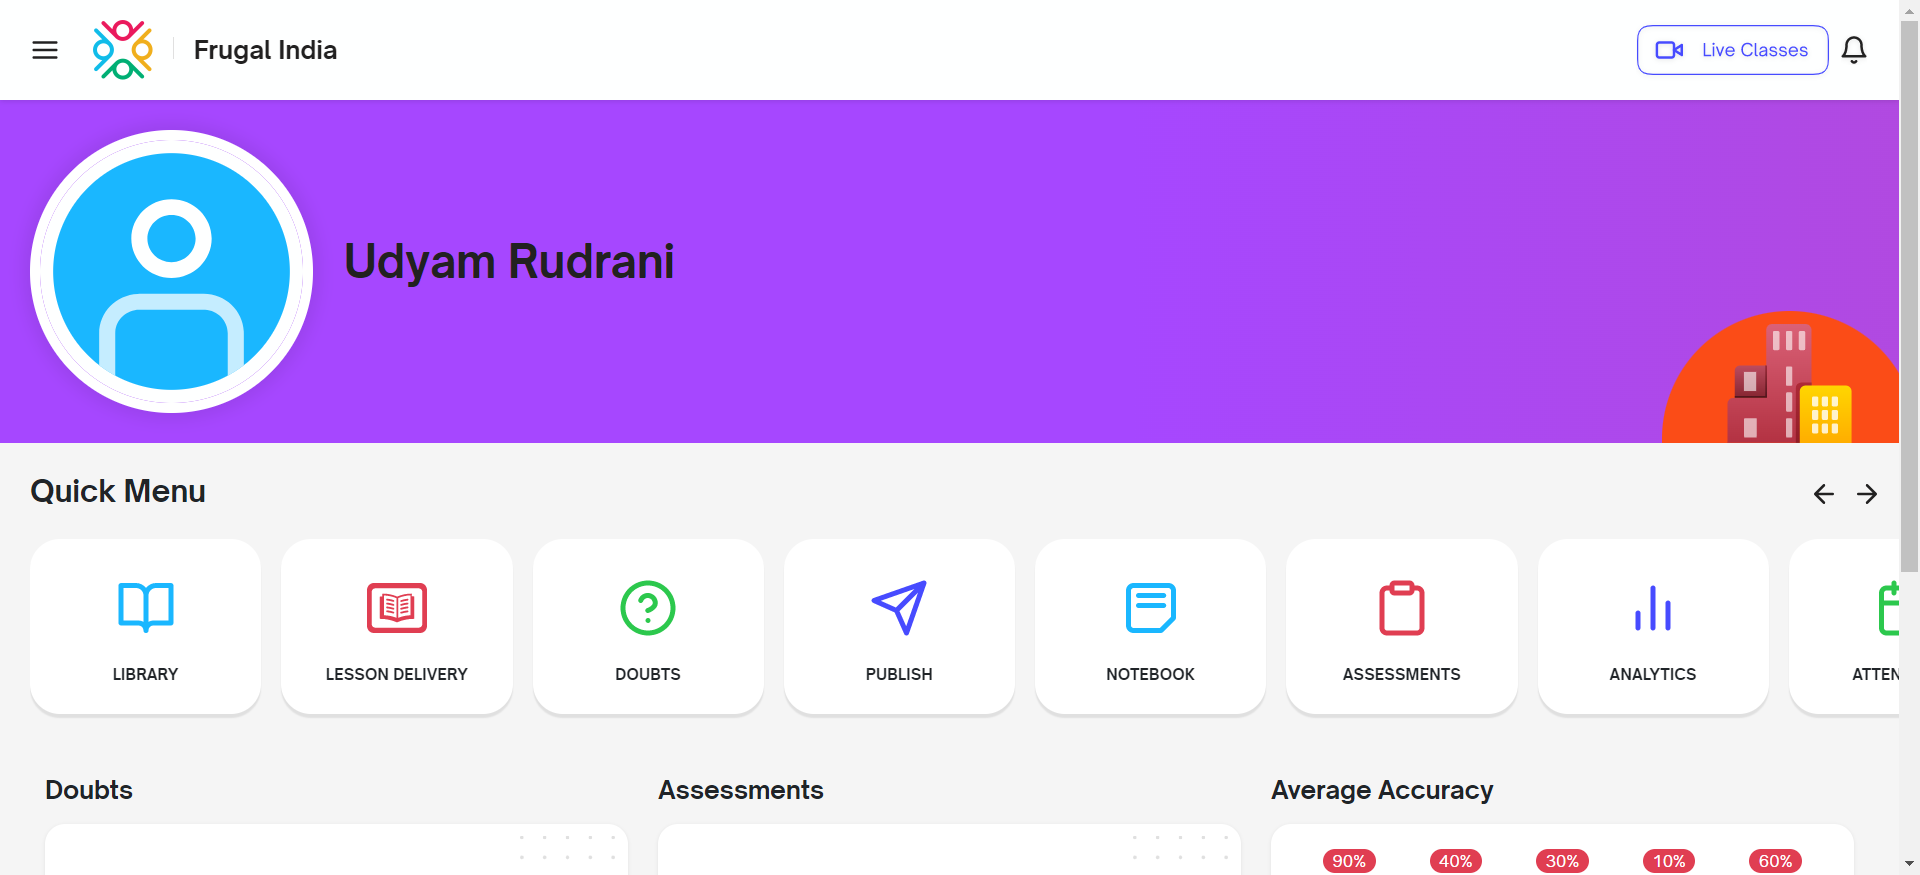 Frugal India
Live Classes
Udyam Rudrani
Quick Menu
LIBRARY
LESSON DELIVERY
DOUBTS
PUBLISH
NOTEBOOK
ASSESSMENTS
ANALYTICS
ATTEN
Doubts
Assessments
Average Accuracy
90%
40%
30%
10%
60%